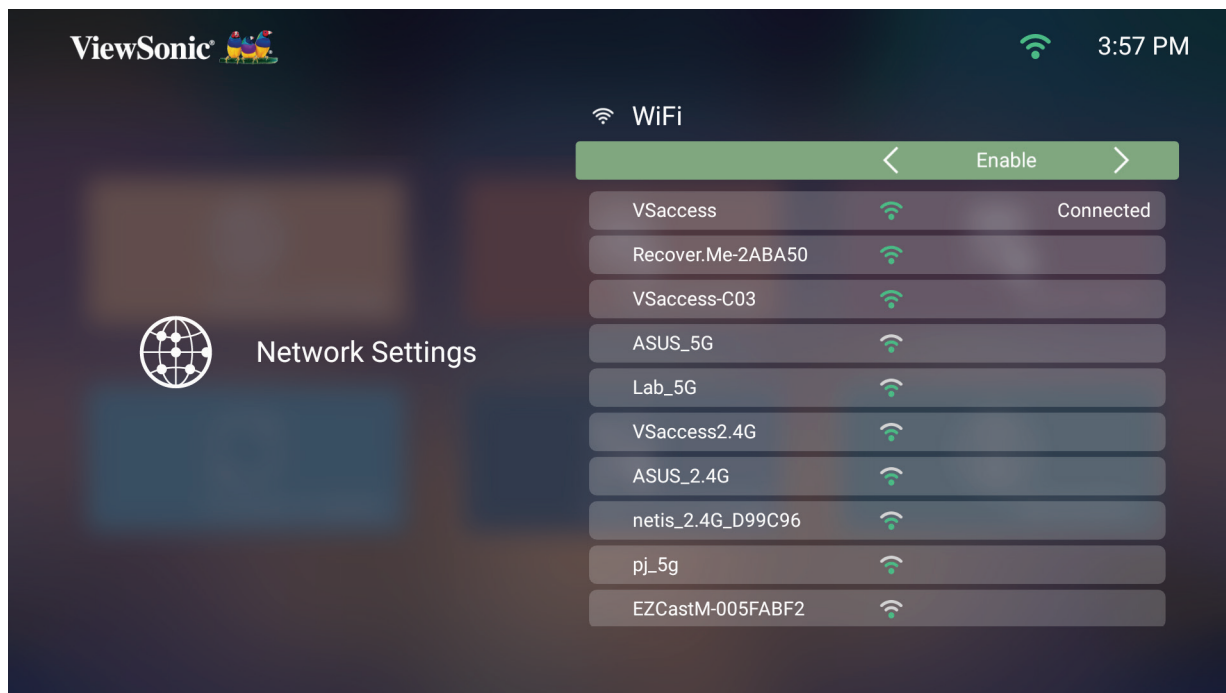 ViewSonic®
3:57 PM
WiFi
Enable
VSaccess Connected
Recover.Me-2ABA50
VSaccess-C03
ASUS_5G
Network Settings
Lab_5G
VSaccess2.4G
ASUS_2.4G
netis_2.4G_D99C96
pj_5g
EZCastM-005FABF2